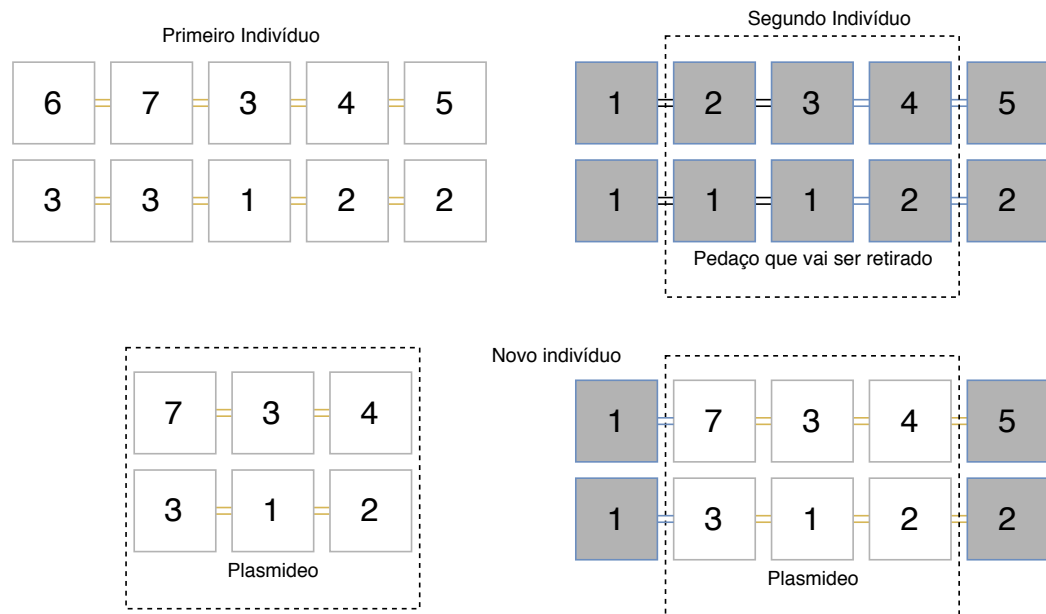 Primeiro Indivíduo
6 7 3 4 5
3 3 1 2 2
Segundo Indivíduo
1 2 3 4 5
1 1 1 2 2
Pedaço que vai ser retirado
7 3 4
3 1 2
Plasmideo
Novo indivíduo
1 7 3 4 5
1 3 1 2 2
Plasmideo